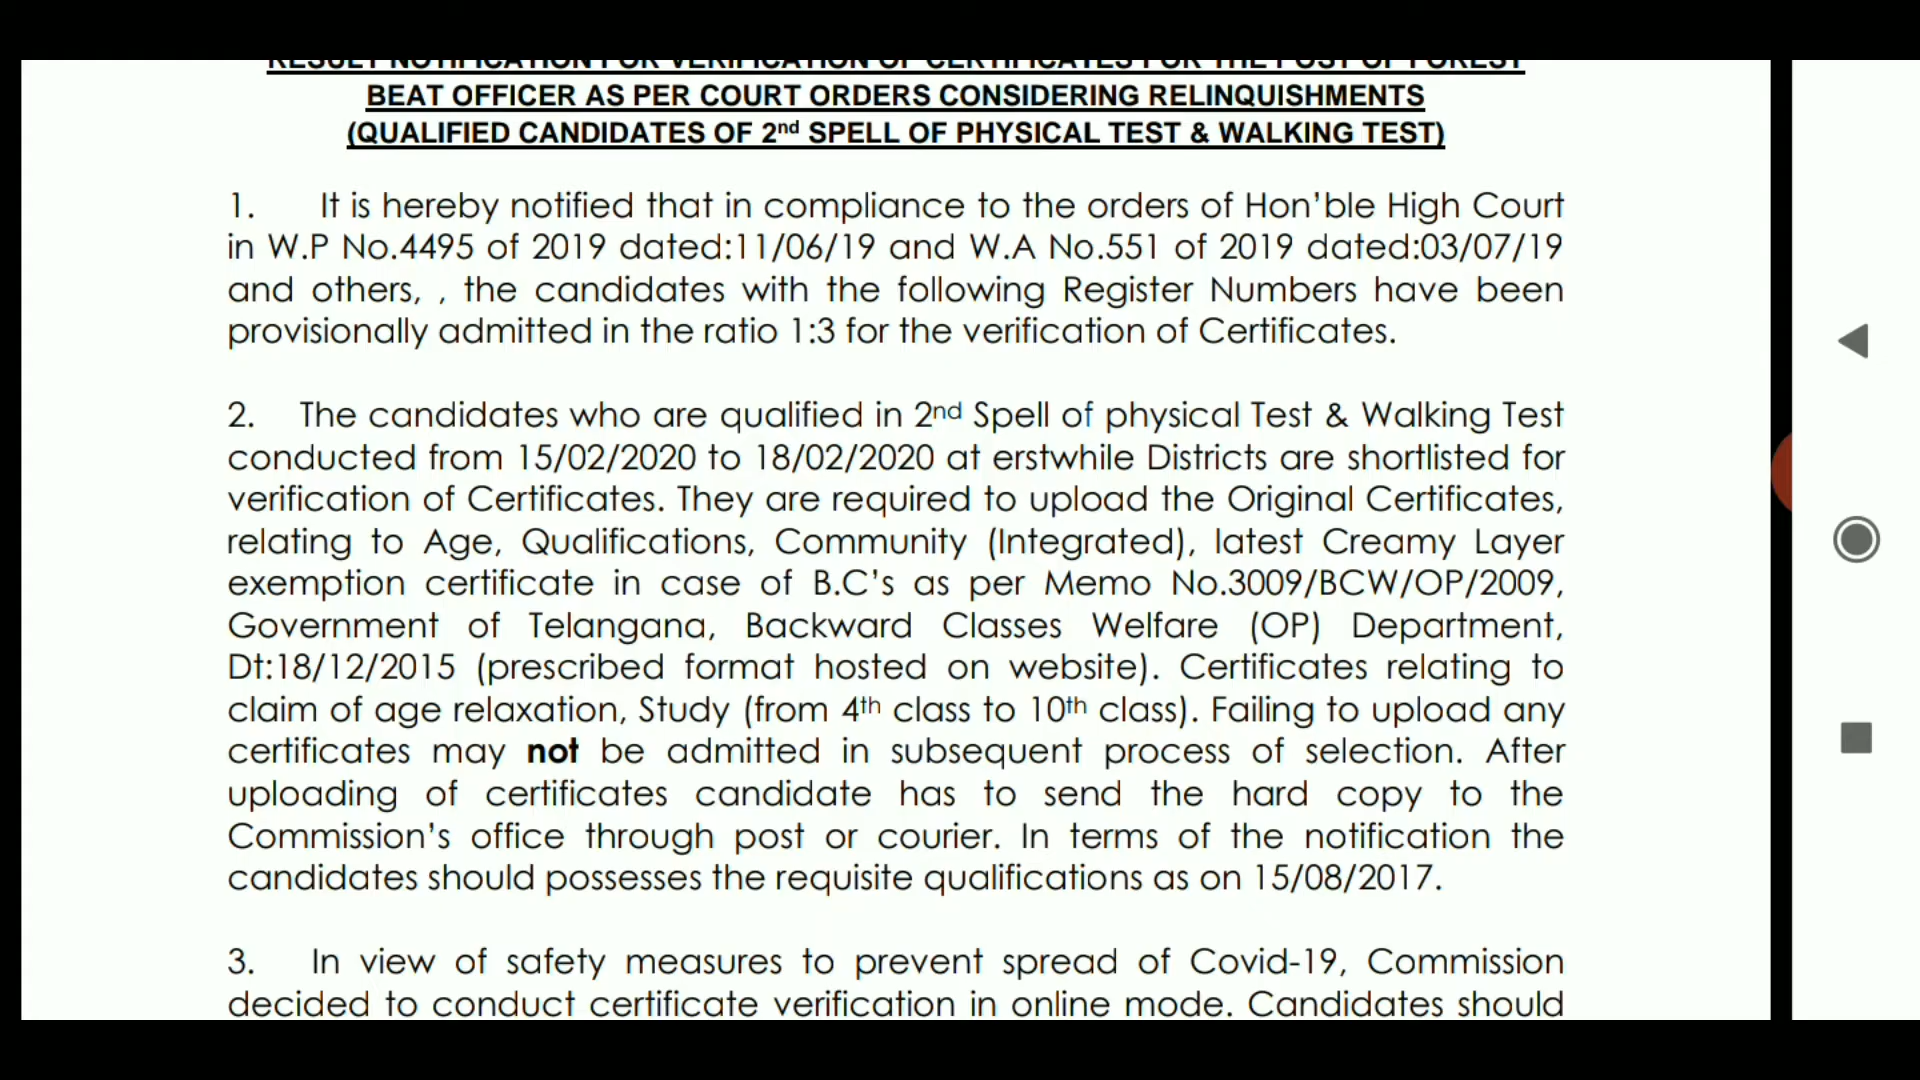 RESULT NOTIFICATION FOR VERIFICATION OF CERTIFICATES FOR THE POST OF FOREST
BEAT OFFICER AS PER COURT ORDERS CONSIDERING RELINQUISHMENTS
(QUALIFIED CANDIDATES OF 2nd SPELL OF PHYSICAL TEST & WALKING TEST)
1. It is hereby notified that in compliance to the orders of Hon’ble High Court
in W.P No.4495 of 2019 dated:11/06/19 and W.A No.551 of 2019 dated:03/07/19
and others, , the candidates with the following Register Numbers have been
provisionally admitted in the ratio 1:3 for the verification of Certificates.
2. The candidates who are qualified in 2nd Spell of physical Test & Walking Test
conducted from 15/02/2020 to 18/02/2020 at erstwhile Districts are shortlisted for
verification of Certificates. They are required to upload the Original Certificates,
relating to Age, Qualifications, Community (Integrated), latest Creamy Layer
exemption certificate in case of B.C’s as per Memo No.3009/BCW/OP/2009,
Government of Telangana, Backward Classes Welfare (OP) Department,
Dt:18/12/2015 (prescribed format hosted on website). Certificates relating to
claim of age relaxation, Study (from 4th class to 10th class). Failing to upload any
certificates may not be admitted in subsequent process of selection. After
uploading of certificates candidate has to send the hard copy to the
Commission’s office through post or courier. In terms of the notification the
candidates should possesses the requisite qualifications as on 15/08/2017.
3. In view of safety measures to prevent spread of Covid-19, Commission
decided to conduct certificate verification in online mode. Candidates should